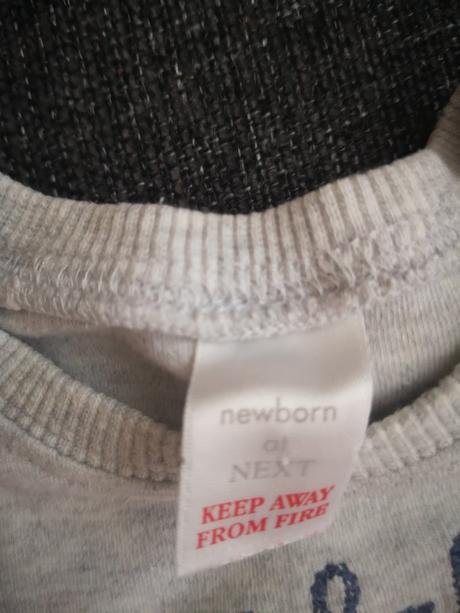 newborn
at
NEXT
KEEP AWAY
FROM FIRE
&